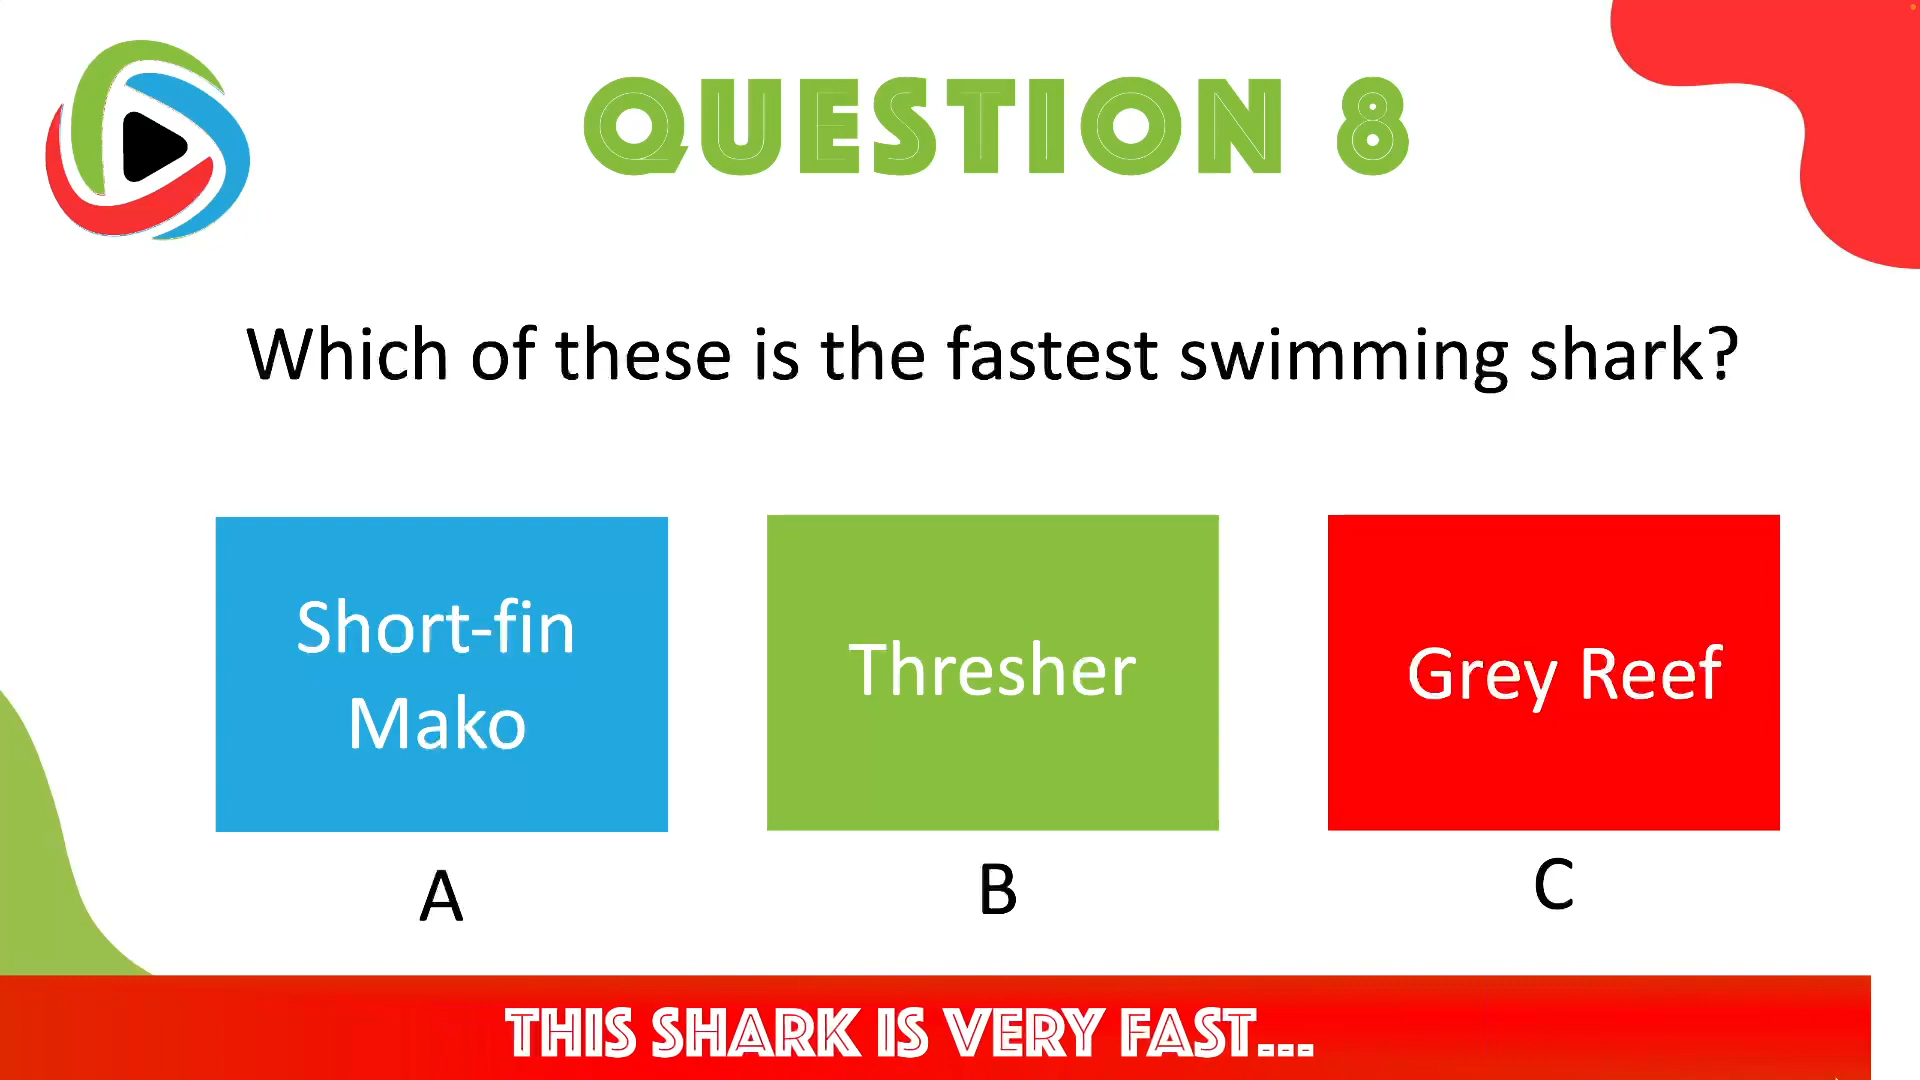 QUESTION 8
Which of these is the fastest swimming shark?
Short-fin
Mako
Thresher
Grey Reef
A
B
C
THIS SHARK IS VERY FAST...